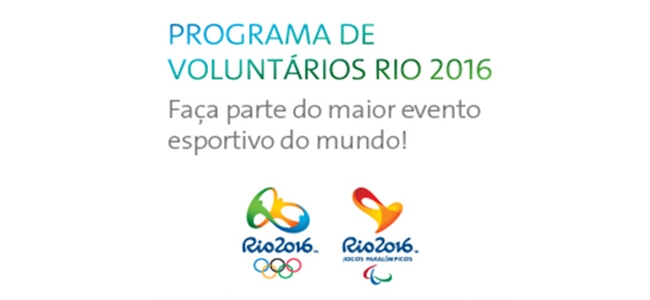 PROGRAMA DE
VOLUNTÁRIOS RIO 2016
Faça parte do maior evento
esportivo do mundo!
Rio2016
Rio2016
JOGOS PARALÍMPICOS